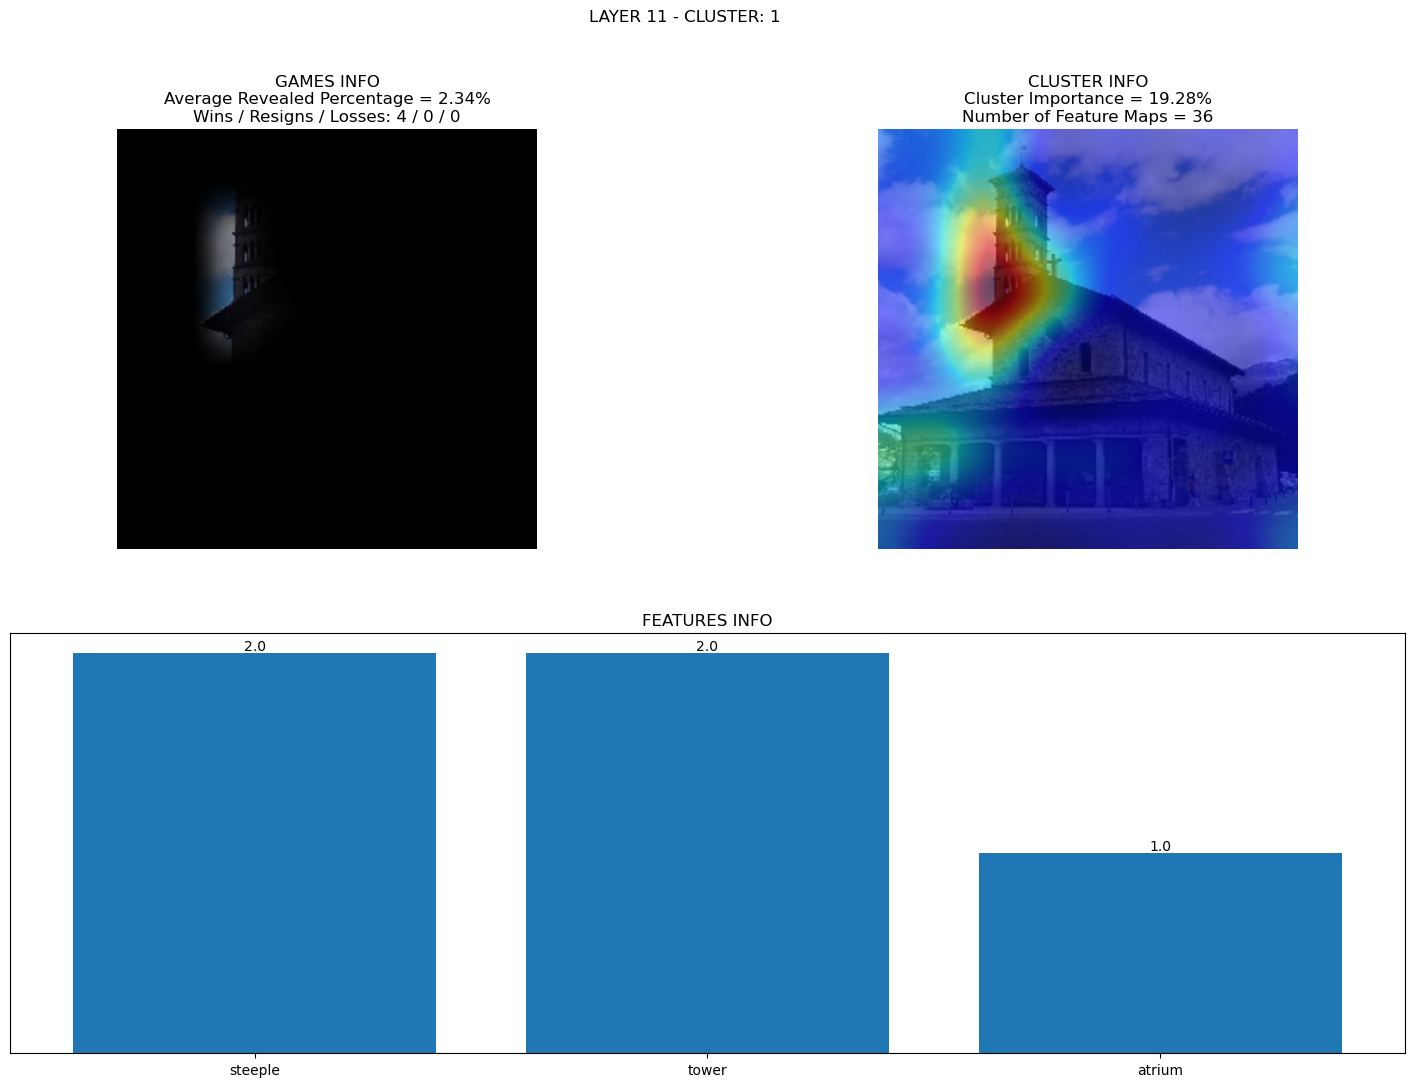 LAYER 11 - CLUSTER: 1
GAMES INFO
Average Revealed Percentage = 2.34%
Wins / Resigns / Losses: 4 / 0 / 0
CLUSTER INFO
Cluster Importance = 19.28%
Number of Feature Maps = 36
FEATURES INFO
2.0
2.0
1.0
steeple
tower
atrium